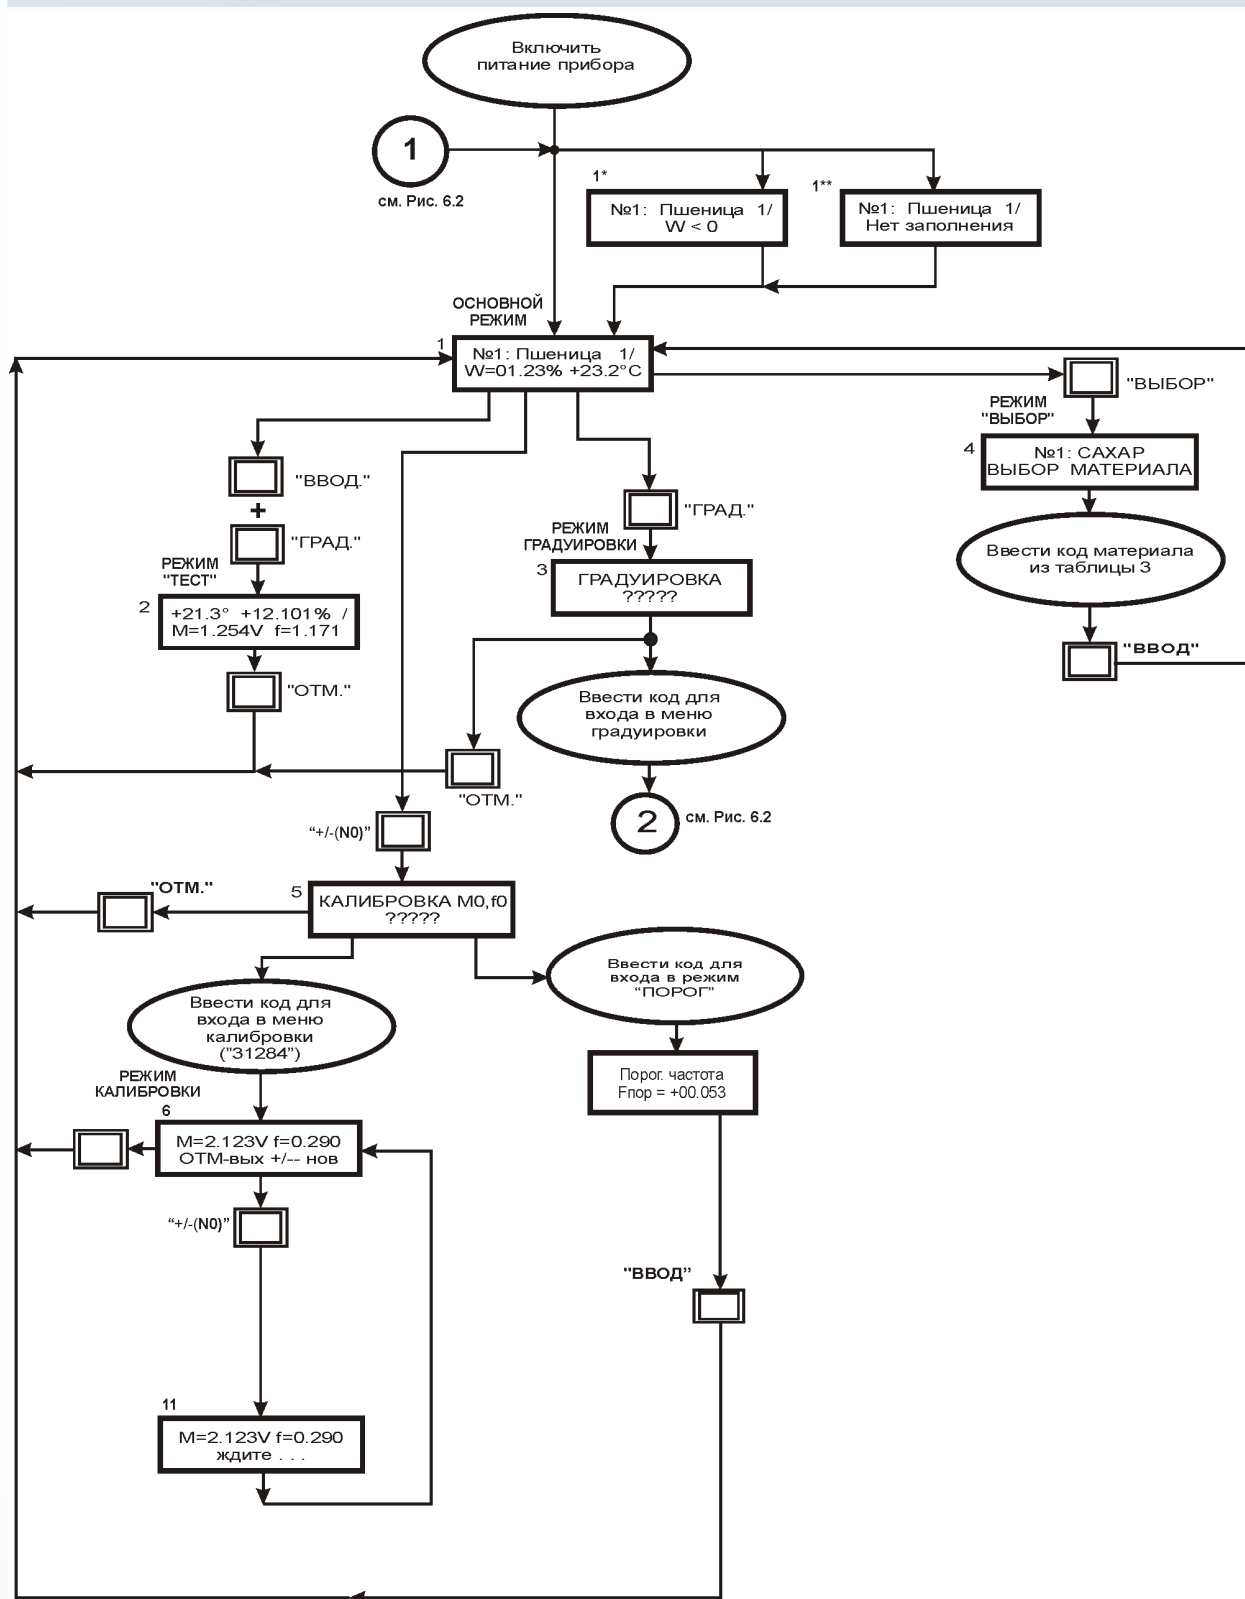 Включить
питание прибора
1
см. Рис. 6.2
1*
№1: Пшеница 1/
W < 0
1**
№1: Пшеница 1/
Нет заполнения
ОСНОВНОЙ
РЕЖИМ
1
№1: Пшеница 1/
W=01.23% +23.2°C
"ВЫБОР"
РЕЖИМ
"ВЫБОР"
4
№1: САХАР
ВЫБОР МАТЕРИАЛА
Ввести код материала
из таблицы 3
"ВВОД"
"ВВОД."
+
"ГРАД."
РЕЖИМ
"ТЕСТ"
2
+21.3° +12.101% /
M=1.254V f=1.171
"ОТМ."
"ГРАД."
РЕЖИМ
ГРАДУИРОВКИ
3
ГРАДУИРОВКА
?????
Ввести код для
входа в меню
градуировки
"ОТМ."
2
см. Рис. 6.2
“+/-(N0)”
5
КАЛИБРОВКА M0,f0
?????
"ОТМ."
Ввести код для
входа в меню
калибровки
(”31284”)
Ввести код для
входа в режим
“ПОРОГ”
РЕЖИМ
КАЛИБРОВКИ
6
M=2.123V f=0.290
ОТМ-вых +/-- нов
Порог. частота
Fпор = +00.053
“+/-(N0)”
"ВВОД”
11
M=2.123V f=0.290
ждите . . .